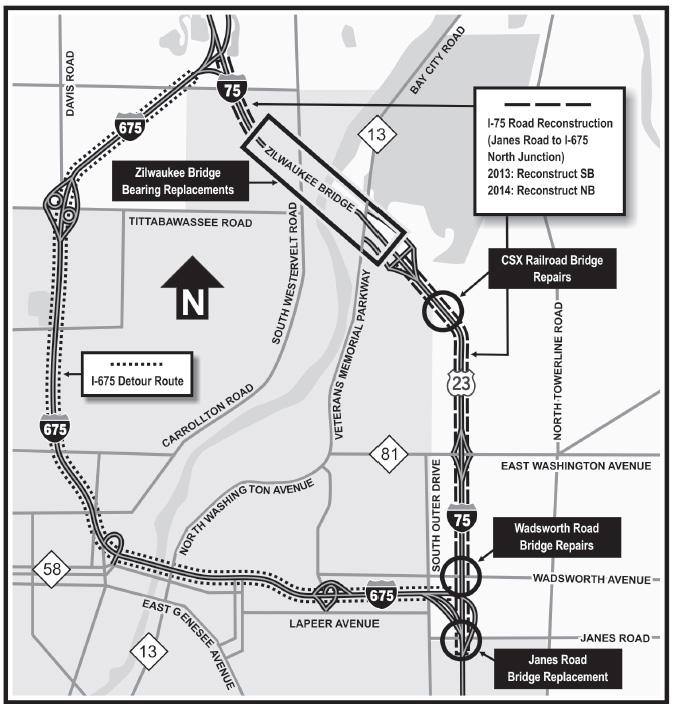 DAVIS ROAD
BAY CITY ROAD
75
675
13
I-75 Road Reconstruction
(Janes Road to I-675
North Junction)
2013: Reconstruct SB
2014: Reconstruct NB
ZILWAUKEE BRIDGE
Zilwaukee Bridge
Bearing Replacements
TITTABAWASSEE ROAD
SOUTH WESTERVELT ROAD
CSX Railroad Bridge
Repairs
N
VETERANS MEMORIAL PARKWAY
NORTH TOWERLINE ROAD
I-675 Detour Route
23
CARROLLTON ROAD
675
81
EAST WASHINGTON AVENUE
SOUTH OUTER DRIVE
NORTH WASHINGTON AVENUE
75
Wadsworth Road
Bridge Repairs
58
WADSWORTH AVENUE
675
EAST GENESEE AVENUE
LAPEER AVENUE
JANES ROAD
13
Janes Road
Bridge Replacement